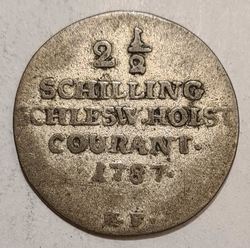 2 1/2
SCHILLING
SCHLESW.HOLST
COURANT.
1787.